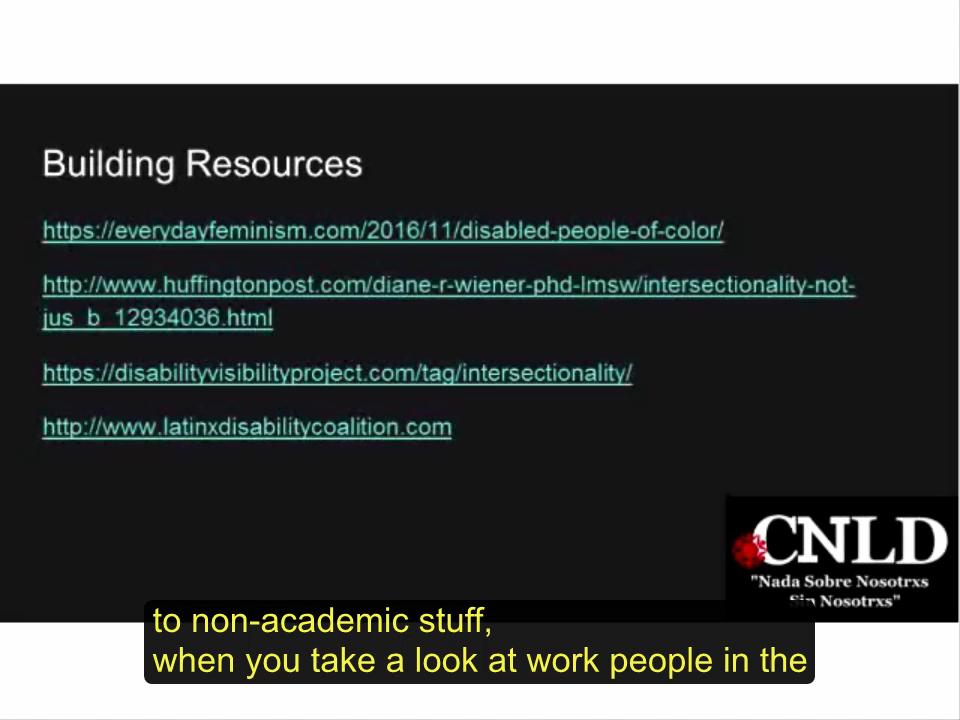 Building Resources
https://everydayfeminism.com/2016/11/disabled-people-of-color/
http://www.huffingtonpost.com/diane-r-wiener-phd-lmsw/intersectionality-not-
jus_b_12934036.html
https://disabilityvisibilityproject.com/tag/intersectionality/
http://www.latinxdisabilitycoalition.com
CNLD
"Nada Sobre Nosotrxs
Sin Nosotrxs"
to non-academic stuff,
when you take a look at work people in the